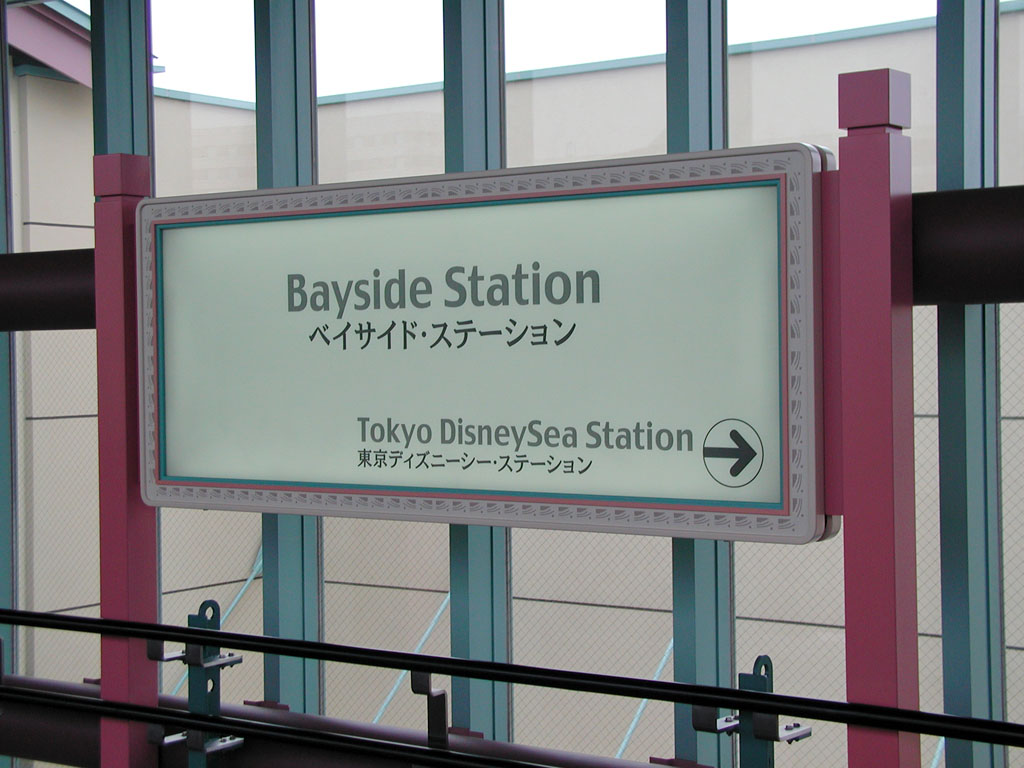 Bayside Station
ベイサイド・ステーション
Tokyo DisneySea Station
東京ディズニーシー・ステーション